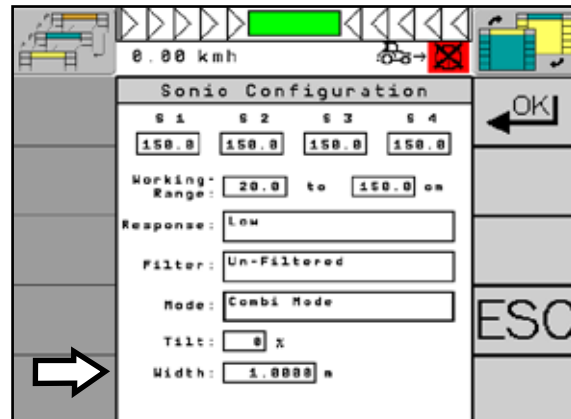 0.00 kmh
Sonic Configuration
S 1 S 2 S 3 S 4
150.0 150.0 150.0 150.0
Working-
Range: 20.0 to 150.0 cm
Response: Low
Filter: Un-Filtered
Mode: Combi Mode
Tilt: 0 %
Width: 1.0000 m
OK
ESC